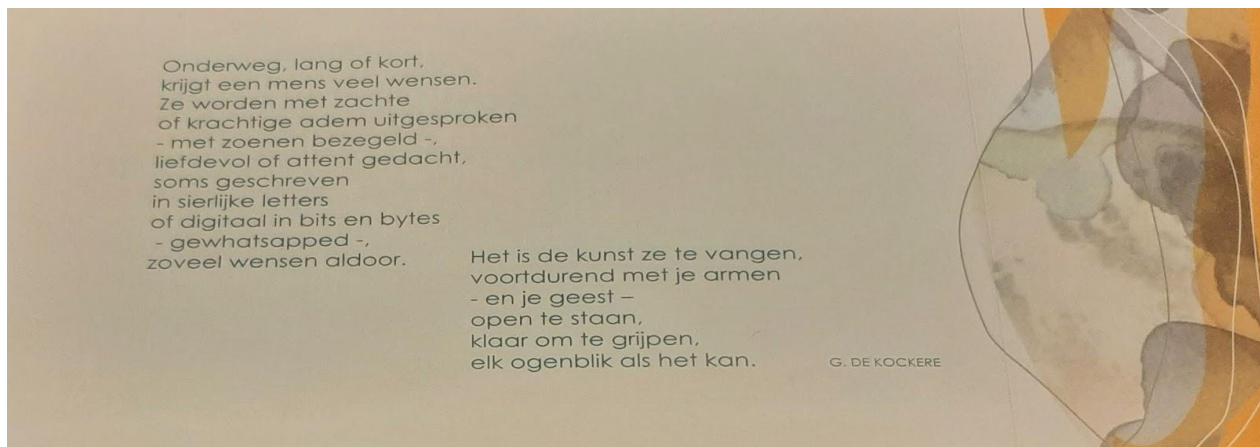 Onderweg, lang of kort,
krijgt een mens veel wensen.
Ze worden met zachte
of krachtige adem uitgesproken
- met zoenen bezegeld -,
liefdevol of attent gedacht,
soms geschreven
in sierlijke letters
of digitaal in bits en bytes
- gewhatsapped -,
zoveel wensen aldoor.
Het is de kunst ze te vangen,
voortdurend met je armen
- en je geest –
open te staan,
klaar om te grijpen,
elk ogenblik als het kan.
G. DE KOCKERE